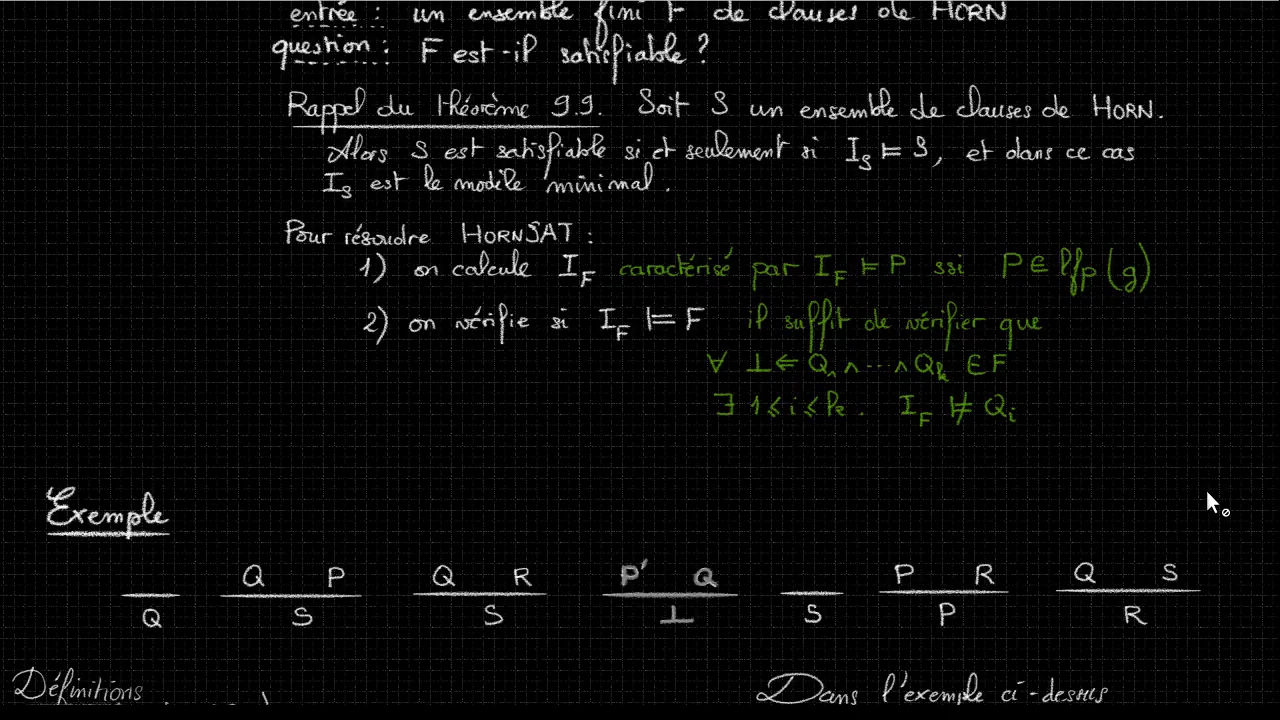 entrée : un ensemble fini F de clauses de HORN
question : F est-il satisfiable ?
Rappel du théorème 9.9. Soit S un ensemble de clauses de HORN.
Alors S est satisfiable si et seulement si I_S ⊨ S, et dans ce cas
I_S est le modèle minimal.
Pour résoudre HORNSAT :
1) on calcule I_F caractérisé par I_F ⊨ P ssi P ∈ lfp (g)
2) on vérifie si I_F ⊨ F il suffit de vérifier que
∀ ⊥ ⇐ Q_1 ∧ ··· ∧ Q_k ∈ F
∃ 1 ⩽ i ⩽ k . I_F ⊭ Q_i
Exemple
Q P Q R P' Q P R Q S
Q S S ⊥ S P R
Définitions Dans l'exemple ci-dessus